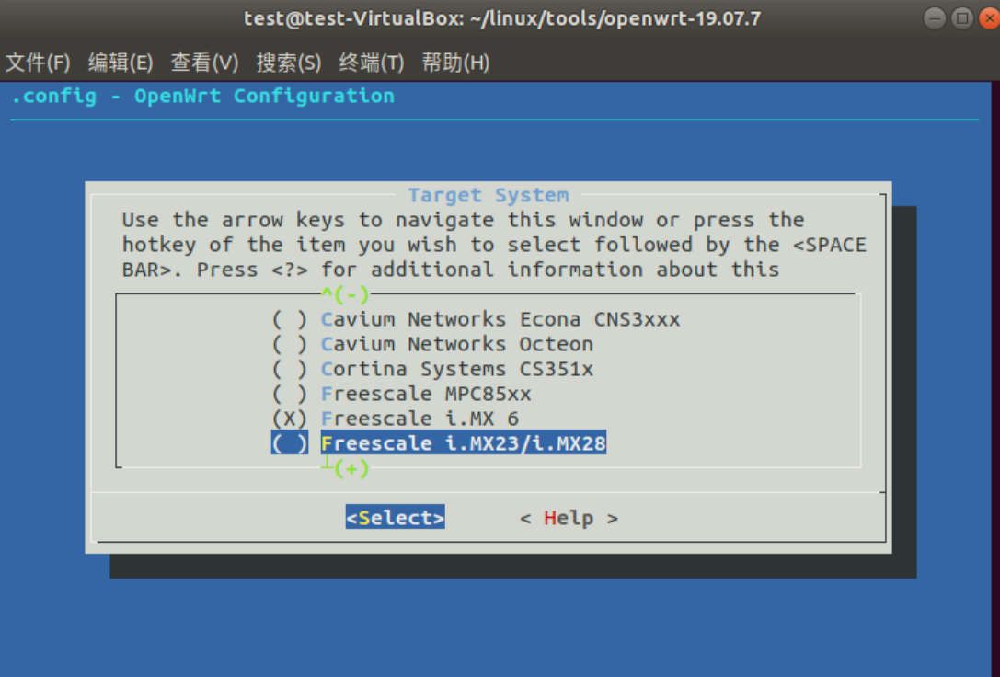 test@test-VirtualBox: ~/linux/tools/openwrt-19.07.7
文件(F) 编辑(E) 查看(V) 搜索(S) 终端(T) 帮助(H)
.config - OpenWrt Configuration
Target System
Use the arrow keys to navigate this window or press the
hotkey of the item you wish to select followed by the <SPACE
BAR>. Press <?> for additional information about this
^(-)
( ) Cavium Networks Econa CNS3xxx
( ) Cavium Networks Octeon
( ) Cortina Systems CS351x
( ) Freescale MPC85xx
(X) Freescale i.MX 6
( ) Freescale i.MX23/i.MX28
┴(+)
<Select> < Help >